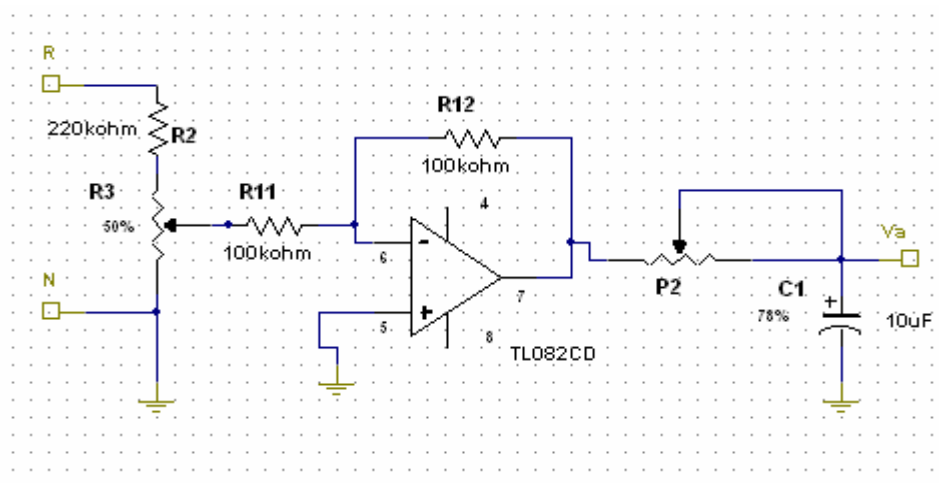 R
220kohm
R2
R3
50%
N
R11
100kohm
R12
100kohm
4
6
5
7
8
TL082CD
P2
78%
C1
+
10uF
Va